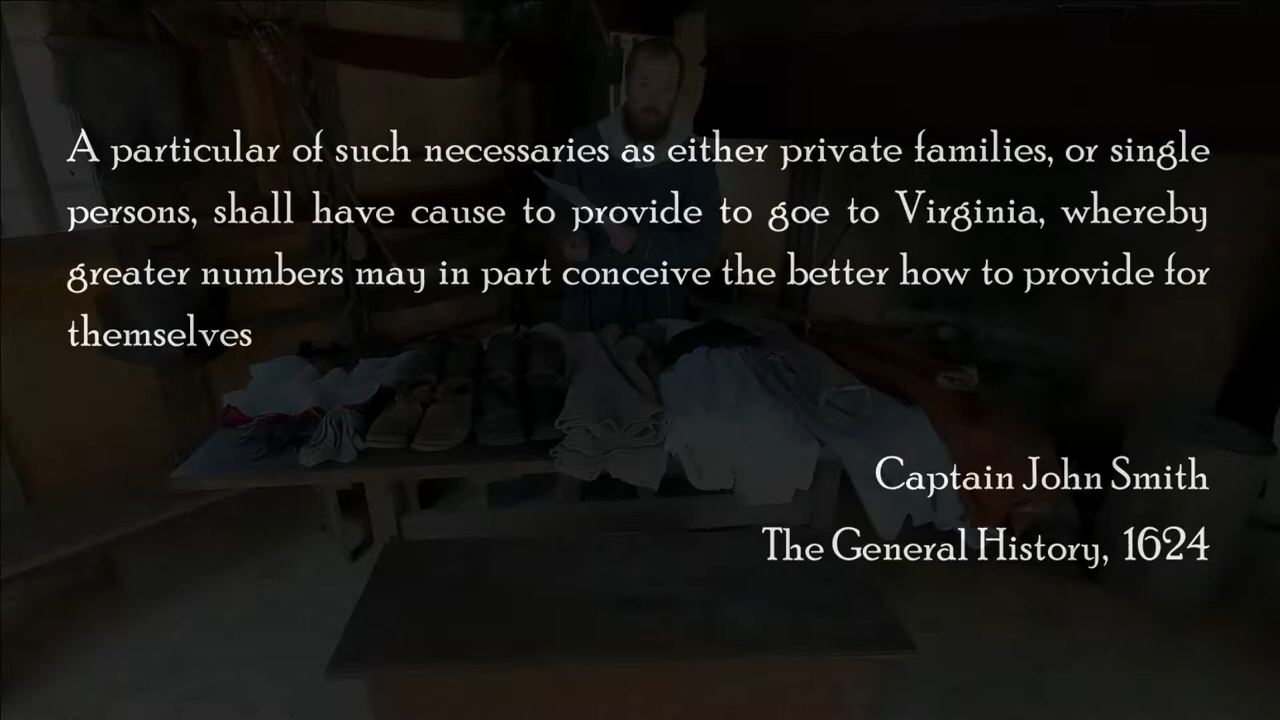 A particular of such necessaries as either private families, or single
persons, shall have cause to provide to goe to Virginia, whereby
greater numbers may in part conceive the better how to provide for
themselves
Captain John Smith
The General History, 1624